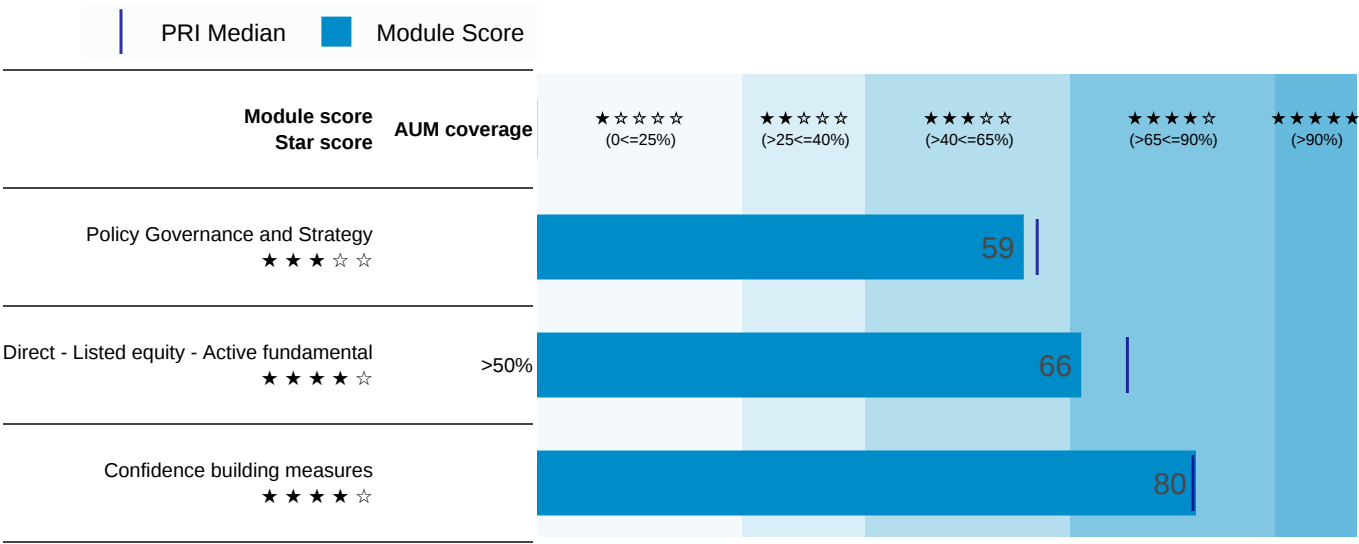 PRI Median Module Score
Module score
Star score
AUM coverage
★☆☆☆☆
(0<=25%)
★★☆☆☆
(>25<=40%)
★★★☆☆
(>40<=65%)
★★★★☆
(>65<=90%)
★★★★★
(>90%)
Policy Governance and Strategy
★★★☆☆
59
Direct - Listed equity - Active fundamental
★★★★☆
>50%
66
Confidence building measures
★★★★☆
80